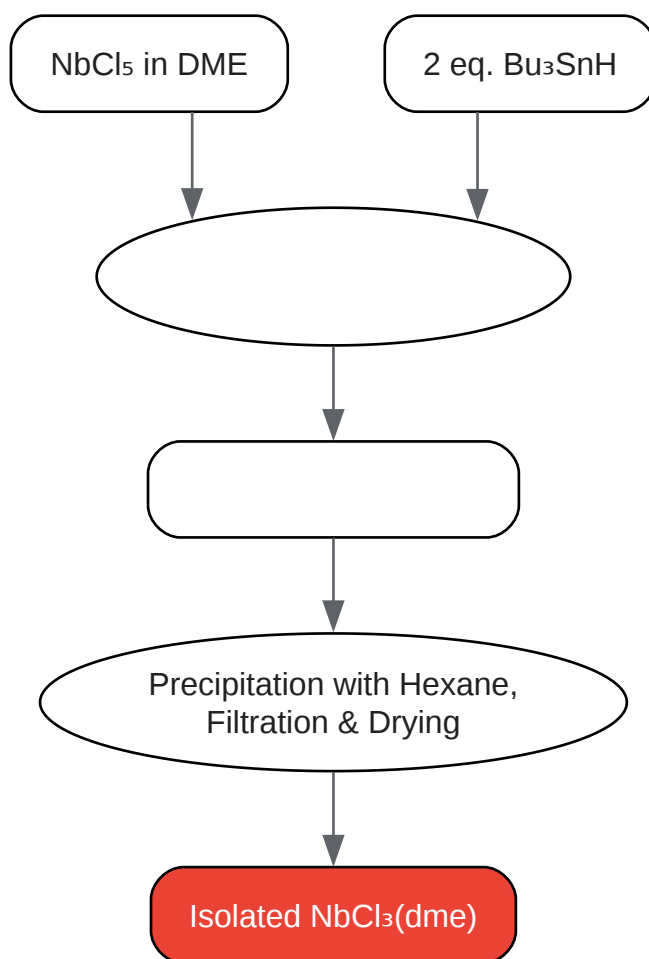 NbCl₅ in DME
2 eq. Bu₃SnH
Precipitation with Hexane,
Filtration & Drying
Isolated NbCl₃(dme)